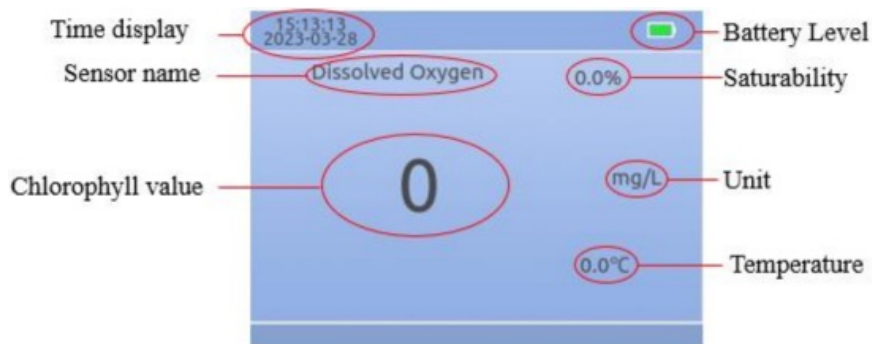 Time display
15:13:13
2023-03-28
Battery Level
Sensor name
Dissolved Oxygen
0.0%
Saturability
Chlorophyll value
0
mg/L
Unit
0.0℃
Temperature